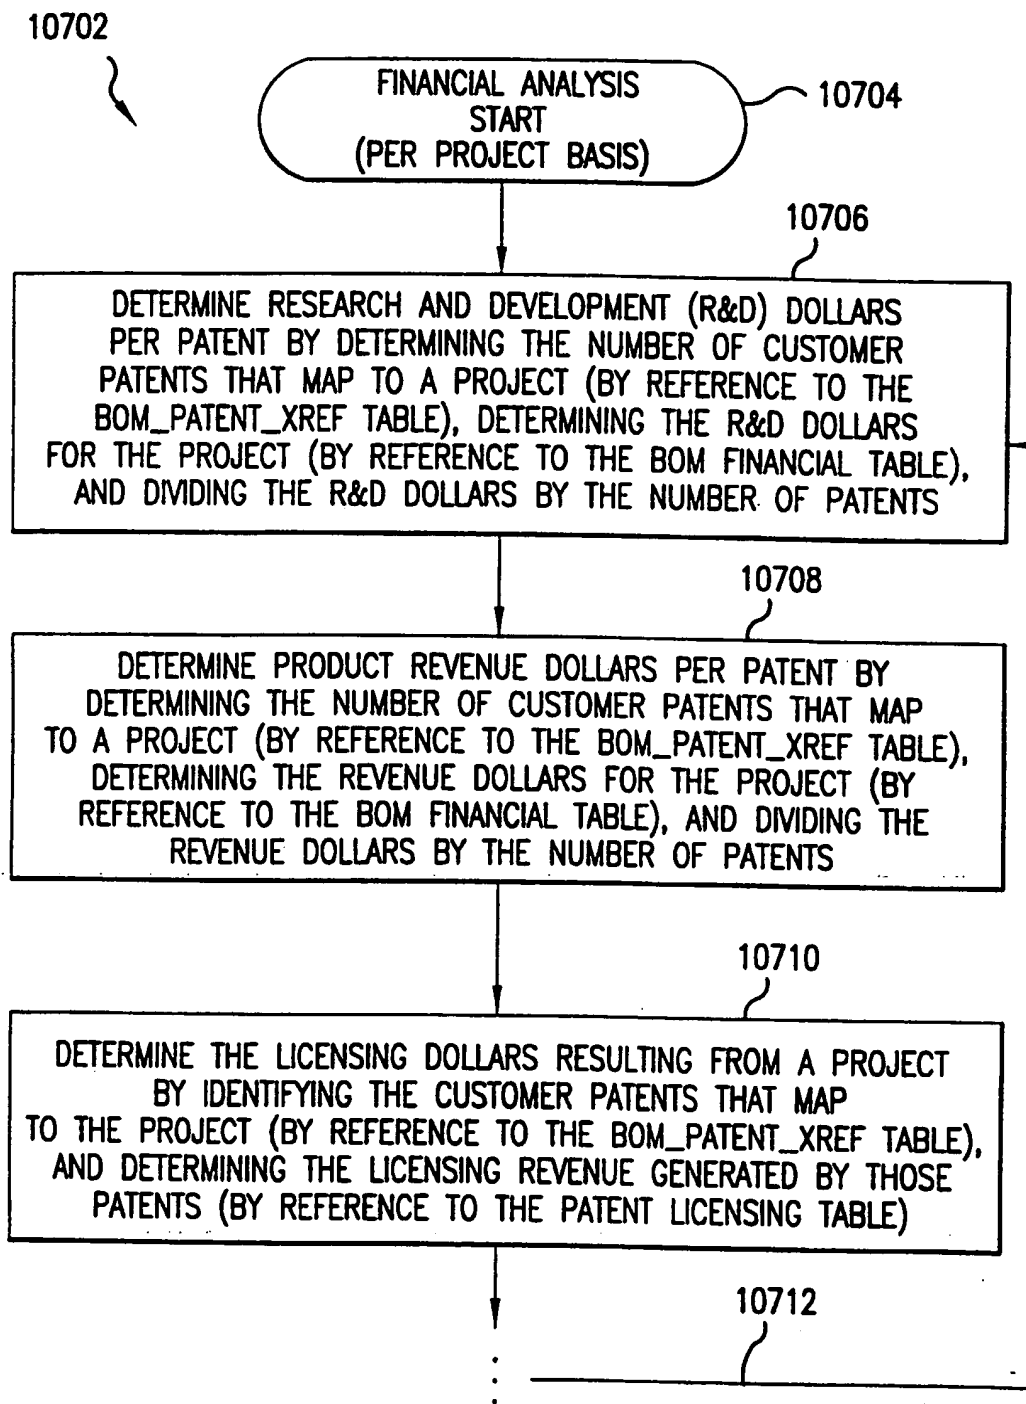 10702
FINANCIAL ANALYSIS
START
(PER PROJECT BASIS)
10704
10706
DETERMINE RESEARCH AND DEVELOPMENT (R&D) DOLLARS
PER PATENT BY DETERMINING THE NUMBER OF CUSTOMER
PATENTS THAT MAP TO A PROJECT (BY REFERENCE TO THE
BOM_PATENT_XREF TABLE), DETERMINING THE R&D DOLLARS
FOR THE PROJECT (BY REFERENCE TO THE BOM FINANCIAL TABLE),
AND DIVIDING THE R&D DOLLARS BY THE NUMBER OF PATENTS
10708
DETERMINE PRODUCT REVENUE DOLLARS PER PATENT BY
DETERMINING THE NUMBER OF CUSTOMER PATENTS THAT MAP
TO A PROJECT (BY REFERENCE TO THE BOM_PATENT_XREF TABLE),
DETERMINING THE REVENUE DOLLARS FOR THE PROJECT (BY
REFERENCE TO THE BOM FINANCIAL TABLE), AND DIVIDING THE
REVENUE DOLLARS BY THE NUMBER OF PATENTS
10710
DETERMINE THE LICENSING DOLLARS RESULTING FROM A PROJECT
BY IDENTIFYING THE CUSTOMER PATENTS THAT MAP
TO THE PROJECT (BY REFERENCE TO THE BOM_PATENT_XREF TABLE),
AND DETERMINING THE LICENSING REVENUE GENERATED BY THOSE
PATENTS (BY REFERENCE TO THE PATENT LICENSING TABLE)
10712